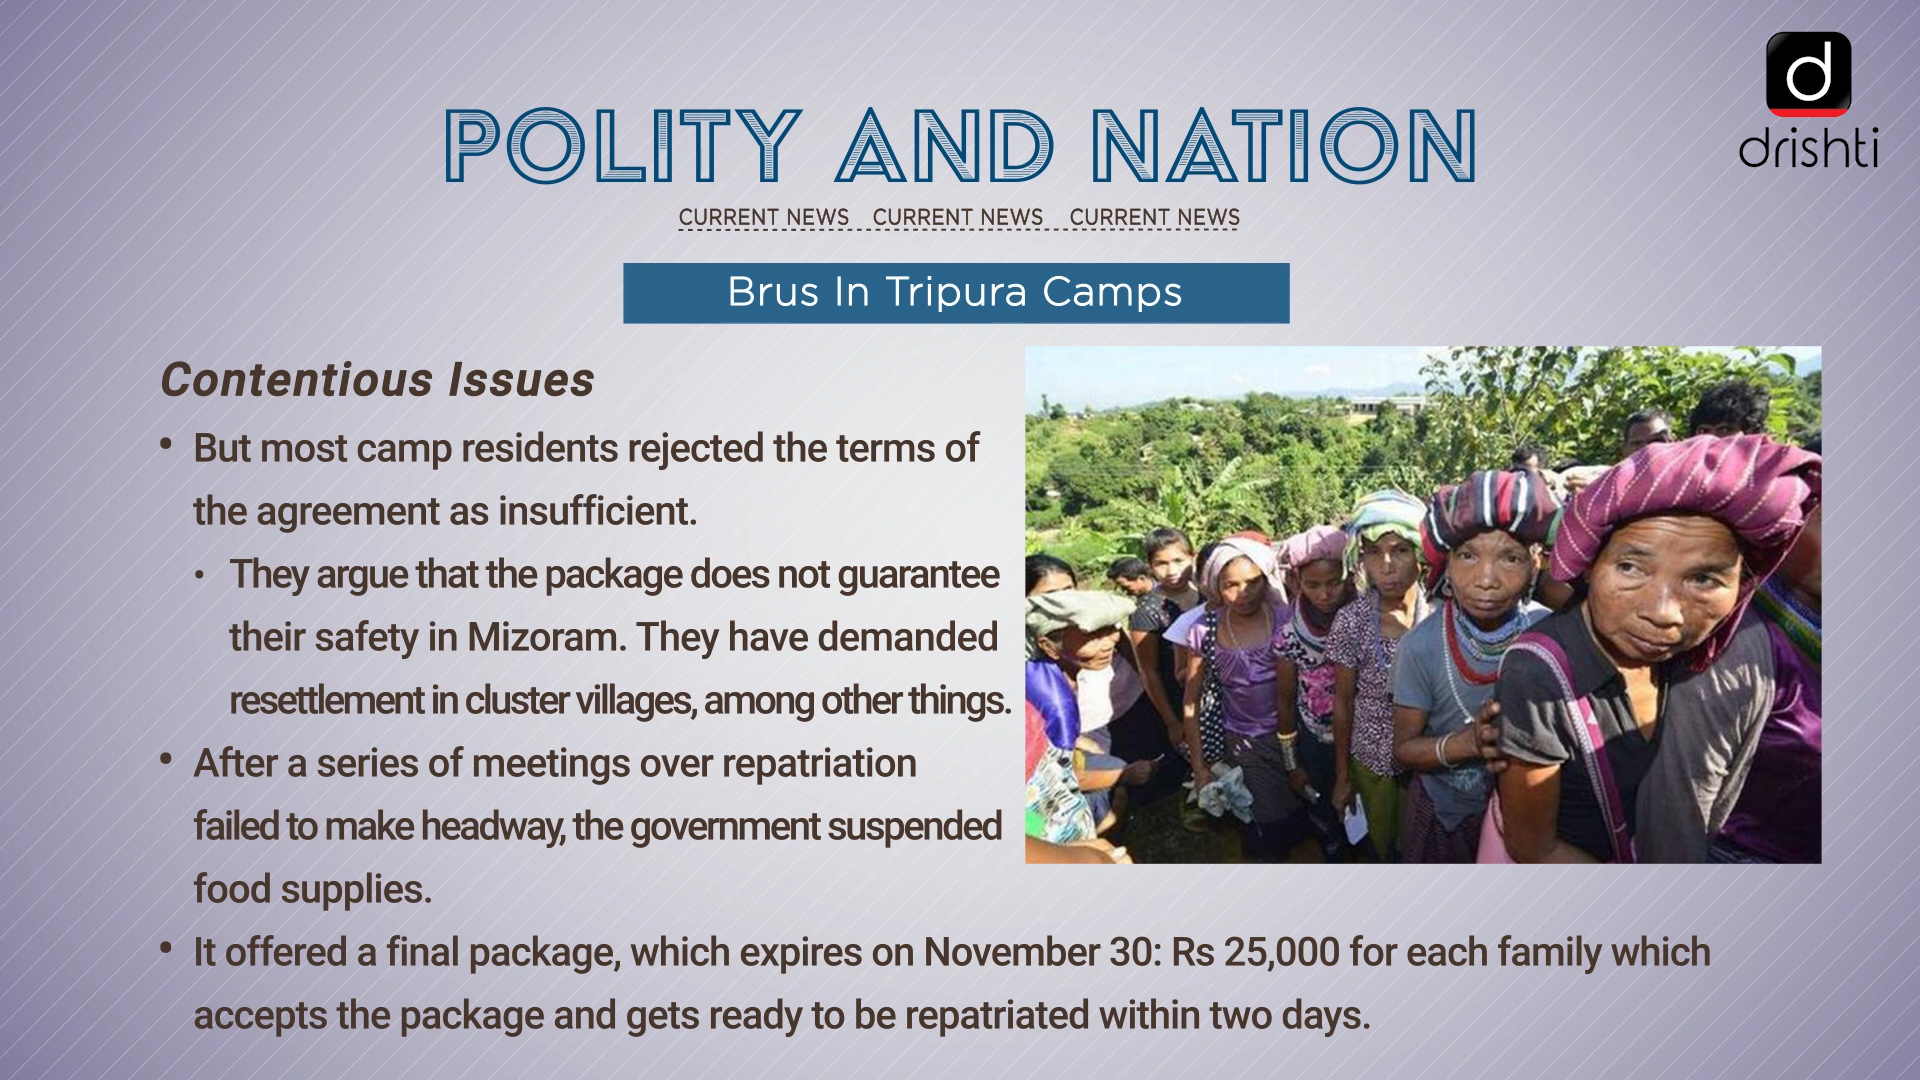 d
drishti
POLITY AND NATION
CURRENT NEWS CURRENT NEWS CURRENT NEWS
Brus In Tripura Camps
Contentious Issues
• But most camp residents rejected the terms of
the agreement as insufficient.
• They argue that the package does not guarantee
their safety in Mizoram. They have demanded
resettlement in cluster villages, among other things.
• After a series of meetings over repatriation
failed to make headway, the government suspended
food supplies.
• It offered a final package, which expires on November 30: Rs 25,000 for each family which
accepts the package and gets ready to be repatriated within two days.